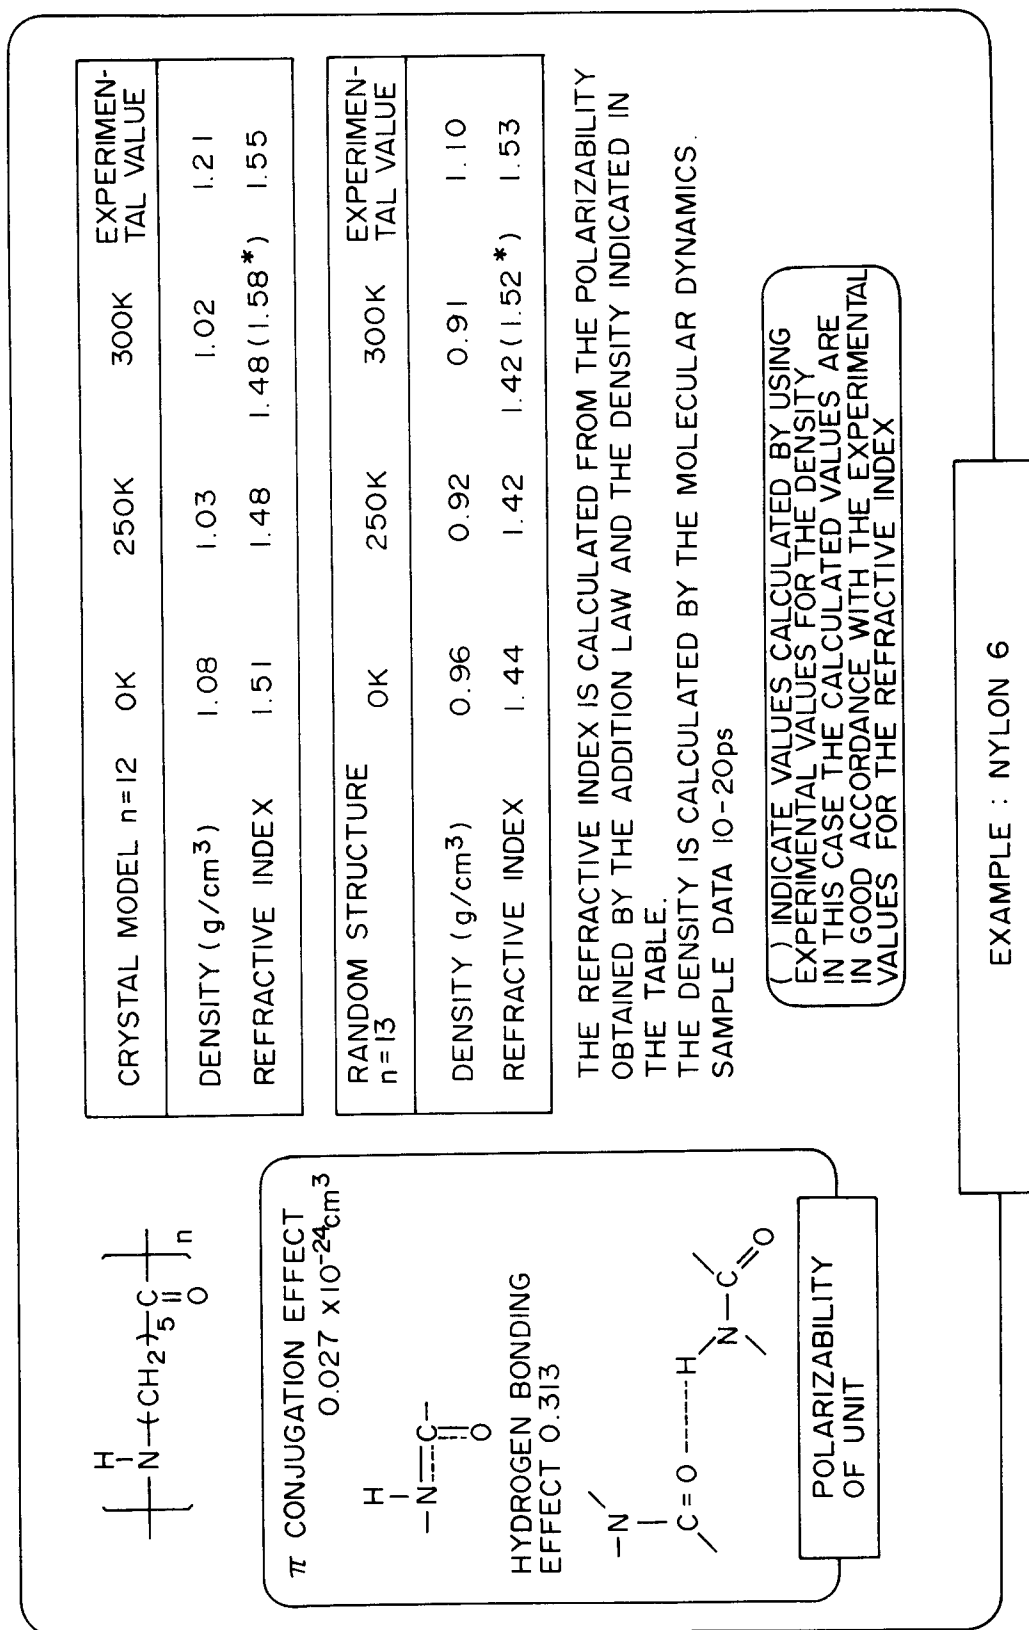 H
N (CH2)5 C
O
n
π CONJUGATION EFFECT
0.027 X10-24cm3
H
-N C-
O
HYDROGEN BONDING
EFFECT 0.313
-N
C=O ------ H
N-C
O
POLARIZABILITY
OF UNIT
CRYSTAL MODEL n=12 0K 250K 300K EXPERIMEN-
TAL VALUE
DENSITY (g/cm3) 1.08 1.03 1.02 1.21
REFRACTIVE INDEX 1.51 1.48 1.48(1.58*) 1.55
RANDOM STRUCTURE
n=13 0K 250K 300K EXPERIMEN-
TAL VALUE
DENSITY (g/cm3) 0.96 0.92 0.91 1.10
REFRACTIVE INDEX 1.44 1.42 1.42(1.52*) 1.53
THE REFRACTIVE INDEX IS CALCULATED FROM THE POLARIZABILITY
OBTAINED BY THE ADDITION LAW AND THE DENSITY INDICATED IN
THE TABLE.
THE DENSITY IS CALCULATED BY THE MOLECULAR DYNAMICS.
SAMPLE DATA 10-20ps
( ) INDICATE VALUES CALCULATED BY USING
EXPERIMENTAL VALUES FOR THE DENSITY
IN THIS CASE THE CALCULATED VALUES ARE
IN GOOD ACCORDANCE WITH THE EXPERIMENTAL
VALUES FOR THE REFRACTIVE INDEX
EXAMPLE : NYLON 6